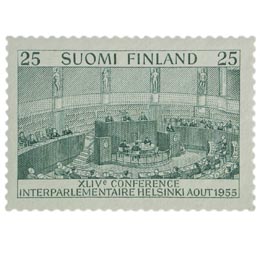 25 SUOMI FINLAND 25
XLIVe CONFERENCE
INTERPARLEMENTAIRE HELSINKI AOUT 1955